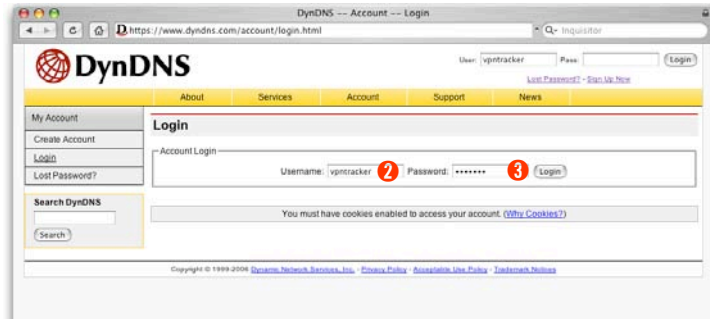 DynDNS -- Account -- Login
https://www.dyndns.com/account/login.html
Q- Inquisitor
DynDNS
User: vpntracker Pass: Login
Lost Password? - Sign Up Now
About Services Account Support News
My Account
Create Account
Login
Lost Password?
Search DynDNS
Search
Login
Account Login
Username: vpntracker 2 Password: ••••••• 3 Login
You must have cookies enabled to access your account. (Why Cookies?)
Copyright © 1999-2006 Dynamic Network Services, Inc. - Privacy Policy - Acceptable Use Policy - Trademark Notices